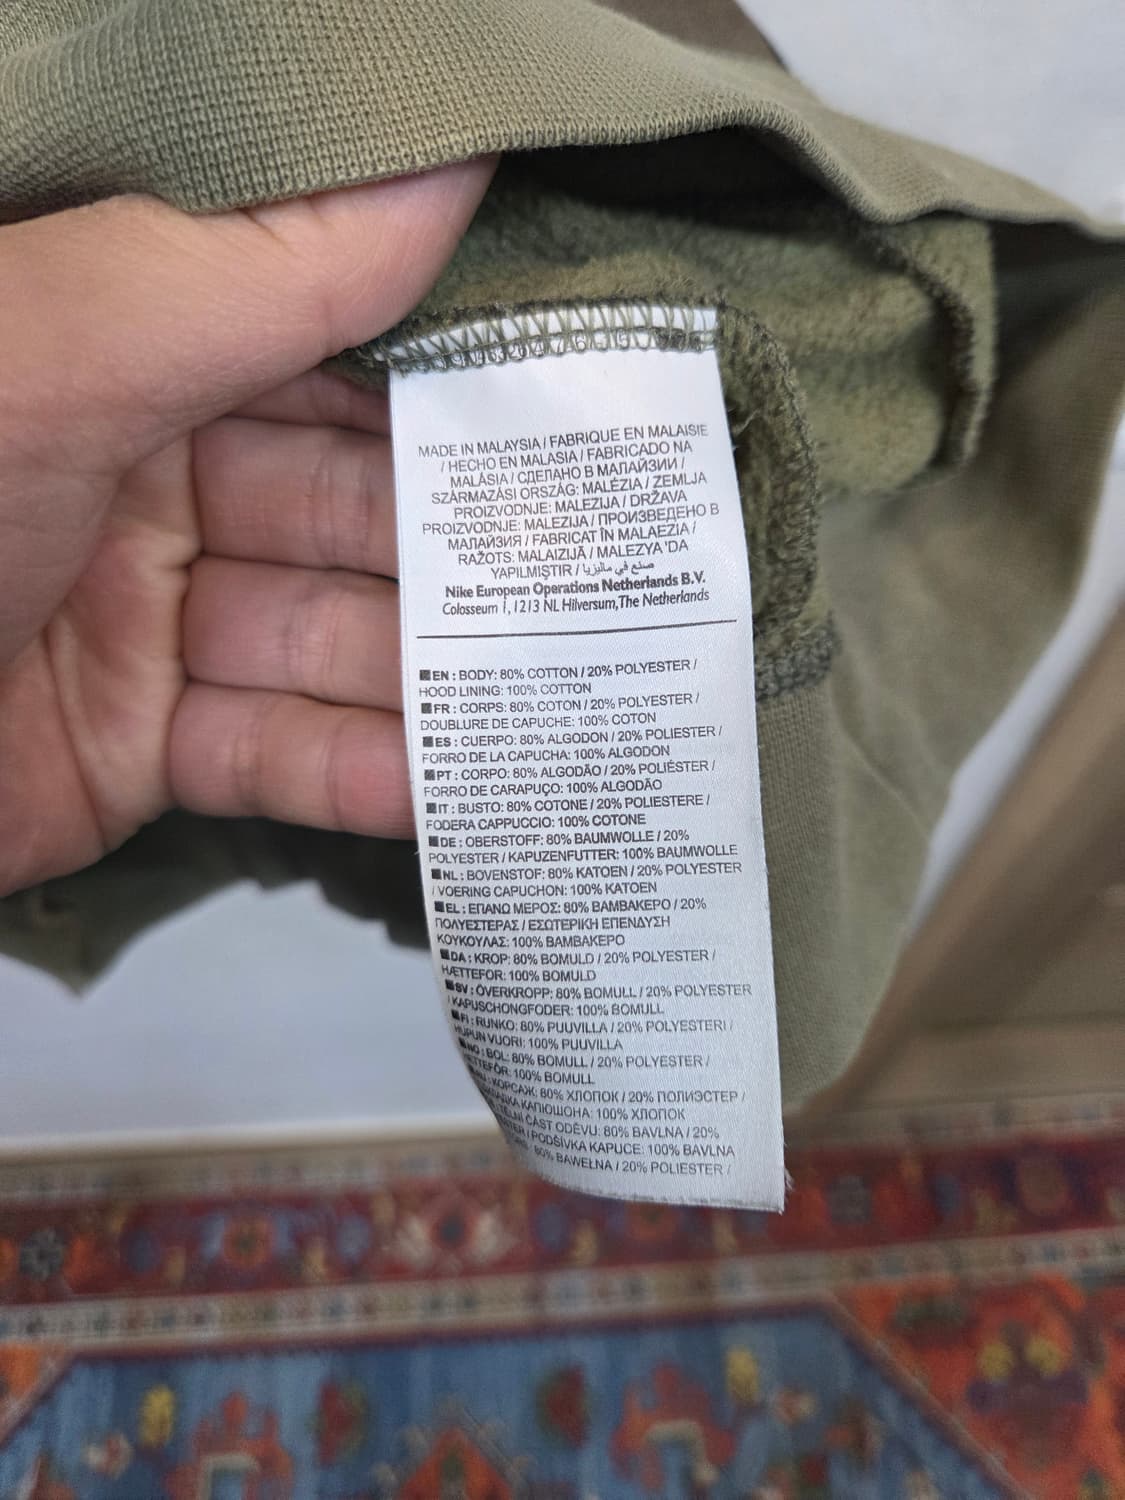 MADE IN MALAYSIA / FABRIQUE EN MALAISIE
/ HECHO EN MALASIA / FABRICADO NA
MALÁSIA / СДЕЛАНО В МАЛАЙЗИИ /
SZÁRMAZÁSI ORSZÁG: MALÉZIA / ZEMLJA
PROIZVODNJE: MALEZIJA / DRŽAVA
PROIZVODNJE: MALEZIJA / ПРОИЗВЕДЕНО В
МАЛАЙЗИЯ / FABRICAT ÎN MALAEZIA /
RAŽOTS: MALAIZIJĀ / MALEZYA 'DA
YAPILMIŞTIR / صنع في ماليزيا
Nike European Operations Netherlands B.V.
Colosseum 1, 1213 NL Hilversum, The Netherlands
EN : BODY: 80% COTTON / 20% POLYESTER /
HOOD LINING: 100% COTTON
FR : CORPS: 80% COTON / 20% POLYESTER /
DOUBLURE DE CAPUCHE: 100% COTON
ES : CUERPO: 80% ALGODON / 20% POLIESTER /
FORRO DE LA CAPUCHA: 100% ALGODON
PT : CORPO: 80% ALGODÃO / 20% POLIÉSTER /
FORRO DE CARAPUÇO: 100% ALGODÃO
IT : BUSTO: 80% COTONE / 20% POLIESTERE /
FODERA CAPPUCCIO: 100% COTONE
DE : OBERSTOFF: 80% BAUMWOLLE / 20%
POLYESTER / KAPUZENFUTTER: 100% BAUMWOLLE
NL : BOVENSTOF: 80% KATOEN / 20% POLYESTER
/ VOERING CAPUCHON: 100% KATOEN
EL : ΕΠΑΝΩ ΜΕΡΟΣ: 80% ΒΑΜΒΑΚΕΡΟ / 20%
ΠΟΛΥΕΣΤΕΡΑΣ / ΕΣΩΤΕΡΙΚΗ ΕΠΕΝΔΥΣΗ
ΚΟΥΚΟΥΛΑΣ: 100% ΒΑΜΒΑΚΕΡΟ
DA : KROP: 80% BOMULD / 20% POLYESTER /
HÆTTEFOR: 100% BOMULD
SV : ÖVERKROPP: 80% BOMULL / 20% POLYESTER
/ KAPUSCHONGFODER: 100% BOMULL
FI : RUNKO: 80% PUUVILLA / 20% POLYESTERI /
HUPUN VUORI: 100% PUUVILLA
NO : BOL: 80% BOMULL / 20% POLYESTER /
HETTEFÔR: 100% BOMULL
КОРСАЖ: 80% ХЛОПОК / 20% ПОЛИЭСТЕР /
КАПЮШОНА: 100% ХЛОПОК
ČÁST ODĚVU: 80% BAVLNA / 20%
/ PODŠÍVKA KAPUCE: 100% BAVLNA
80% BAWEŁNA / 20% POLIESTER /